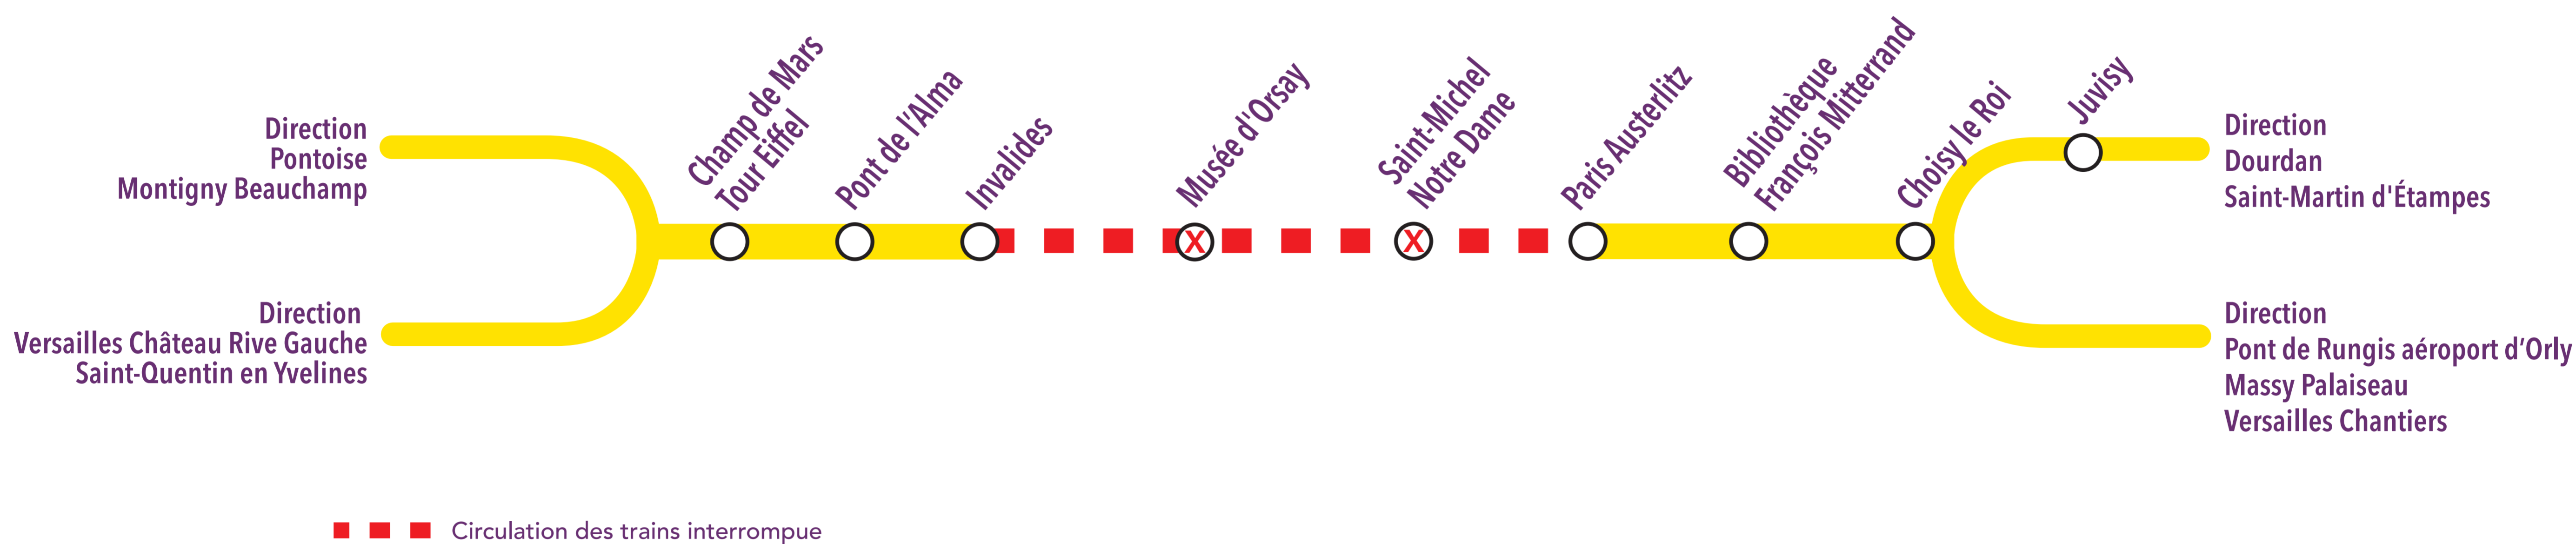 Direction
Pontoise
Montigny Beauchamp
Direction
Versailles Château Rive Gauche
Saint-Quentin en Yvelines
Champ de Mars
Tour Eiffel
Pont de l'Alma
Invalides
Musée d'Orsay
X
Saint-Michel
Notre Dame
X
Paris Austerlitz
Bibliothèque
François Mitterrand
Choisy le Roi
Juvisy
Direction
Dourdan
Saint-Martin d'Étampes
Direction
Pont de Rungis aéroport d'Orly
Massy Palaiseau
Versailles Chantiers
Circulation des trains interrompue